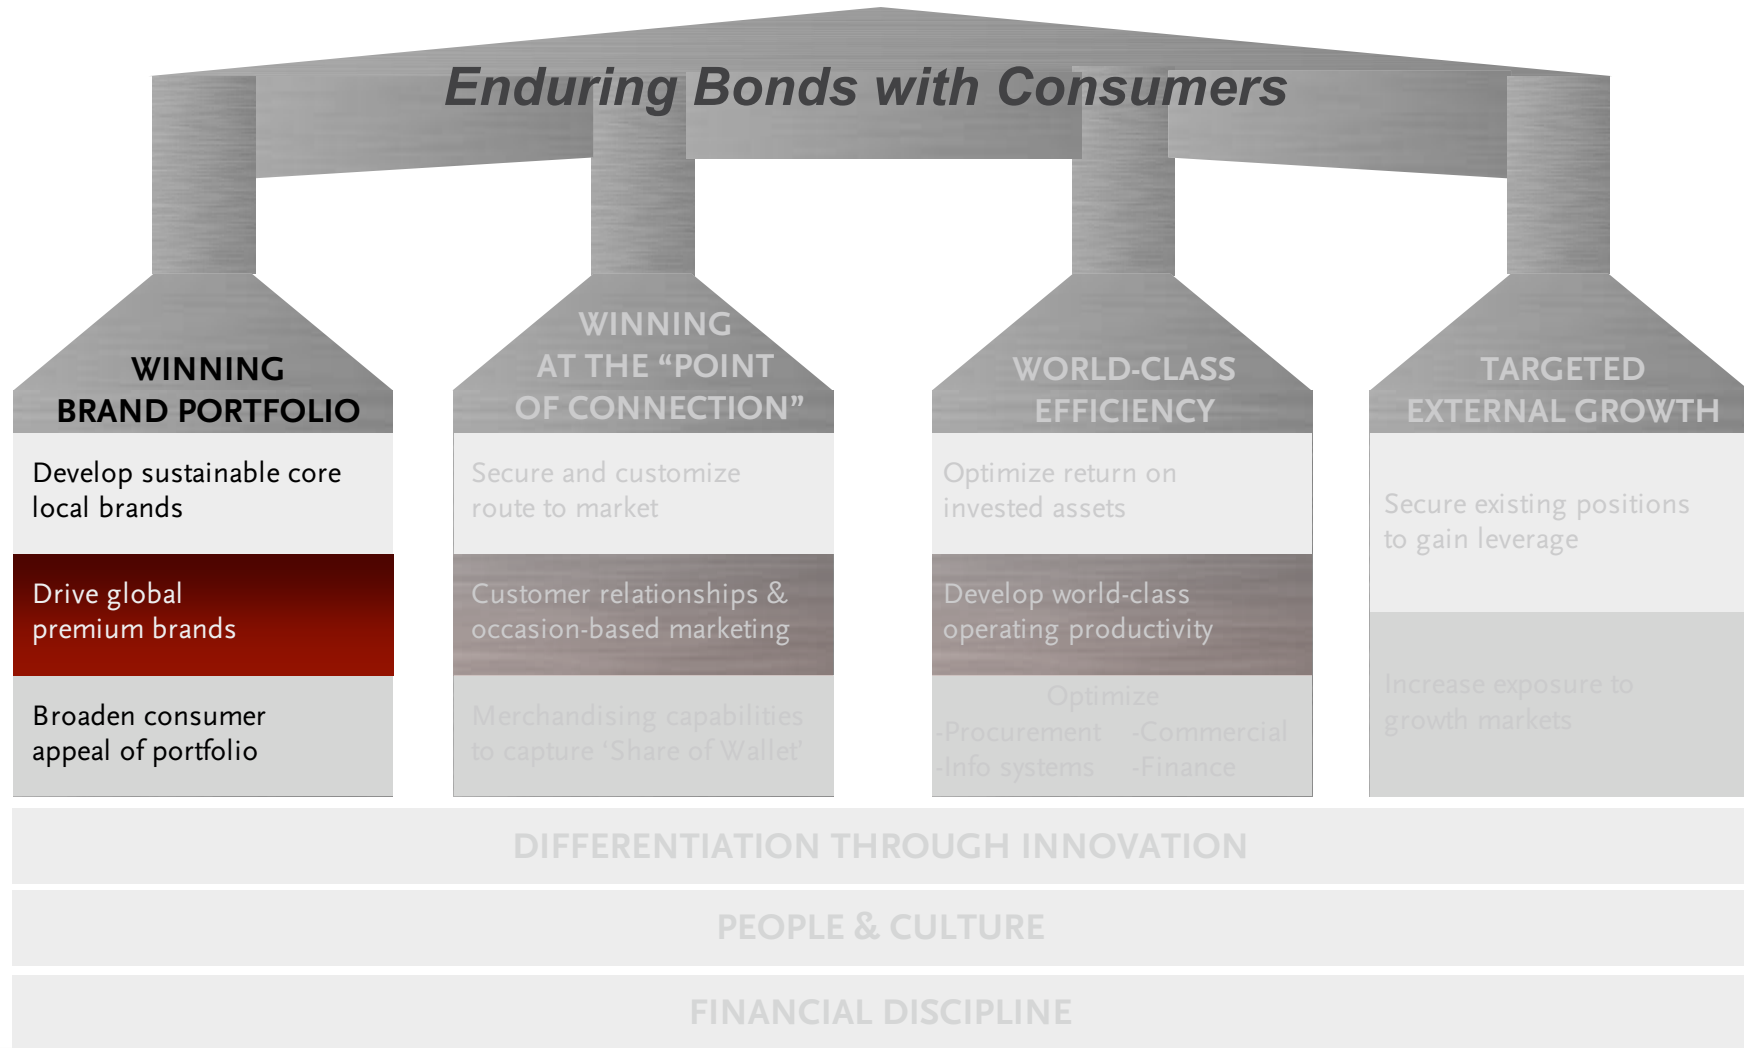 Enduring Bonds with Consumers
WINNING
BRAND PORTFOLIO
Develop sustainable core
local brands
Drive global
premium brands
Broaden consumer
appeal of portfolio
WINNING
AT THE “POINT
OF CONNECTION”
Secure and customize
route to market
Customer relationships &
occasion-based marketing
Merchandising capabilities
to capture ‘Share of Wallet’
WORLD-CLASS
EFFICIENCY
Optimize return on
invested assets
Develop world-class
operating productivity
Optimize
-Procurement -Commercial
-Info systems -Finance
TARGETED
EXTERNAL GROWTH
Secure existing positions
to gain leverage
Increase exposure to
growth markets
DIFFERENTIATION THROUGH INNOVATION
PEOPLE & CULTURE
FINANCIAL DISCIPLINE